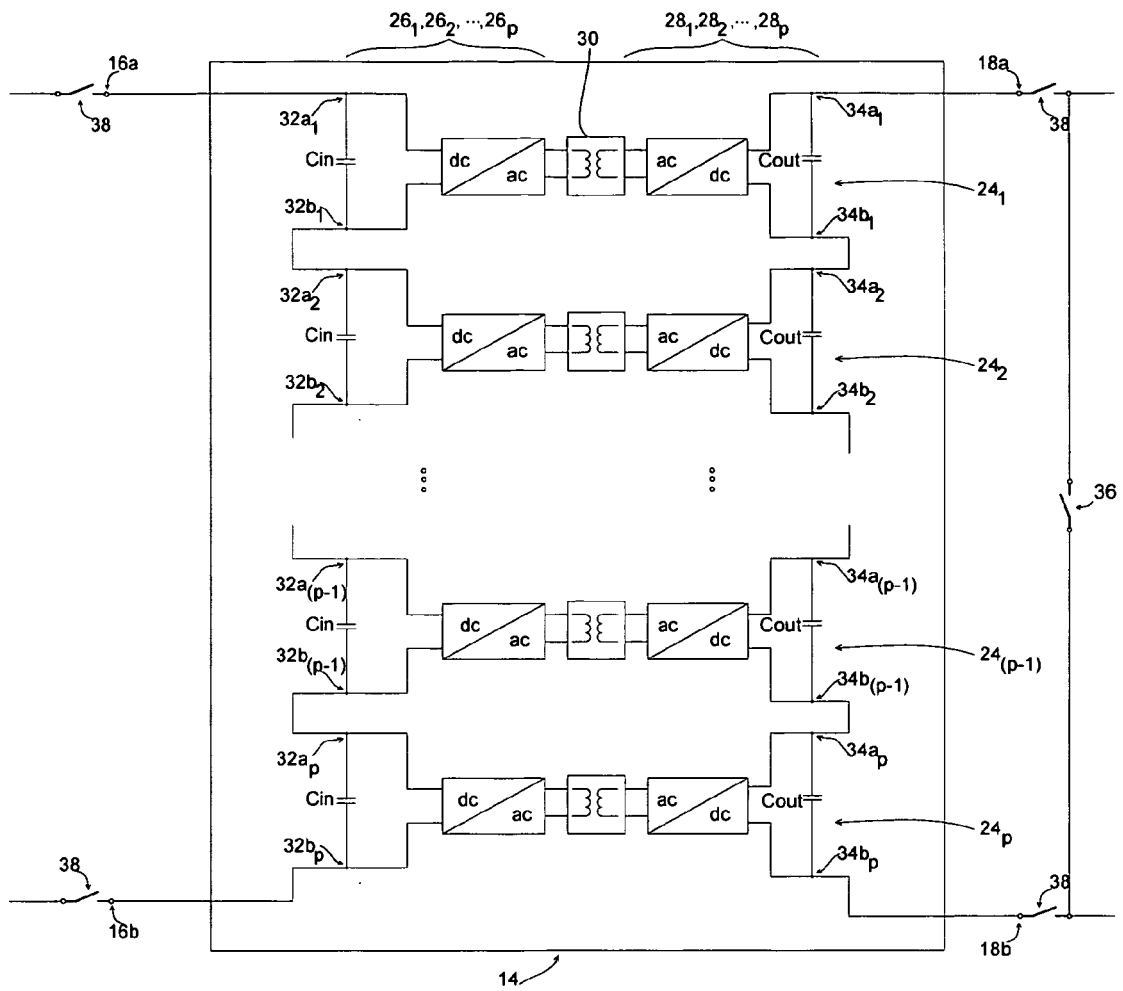 26₁,26₂, ···,26ₚ
28₁,28₂, ···,28ₚ
30
16a
18a
38
38
32a₁
34a₁
Cin
dc
ac
ac
dc
Cout
24₁
32b₁
34b₁
32a₂
34a₂
Cin
dc
ac
ac
dc
Cout
24₂
32b₂
34b₂
36
32a(p-1)
34a(p-1)
Cin
dc
ac
ac
dc
Cout
24(p-1)
32b(p-1)
34b(p-1)
32aₚ
34aₚ
Cin
dc
ac
ac
dc
Cout
24ₚ
32bₚ
34bₚ
38
38
16b
18b
14